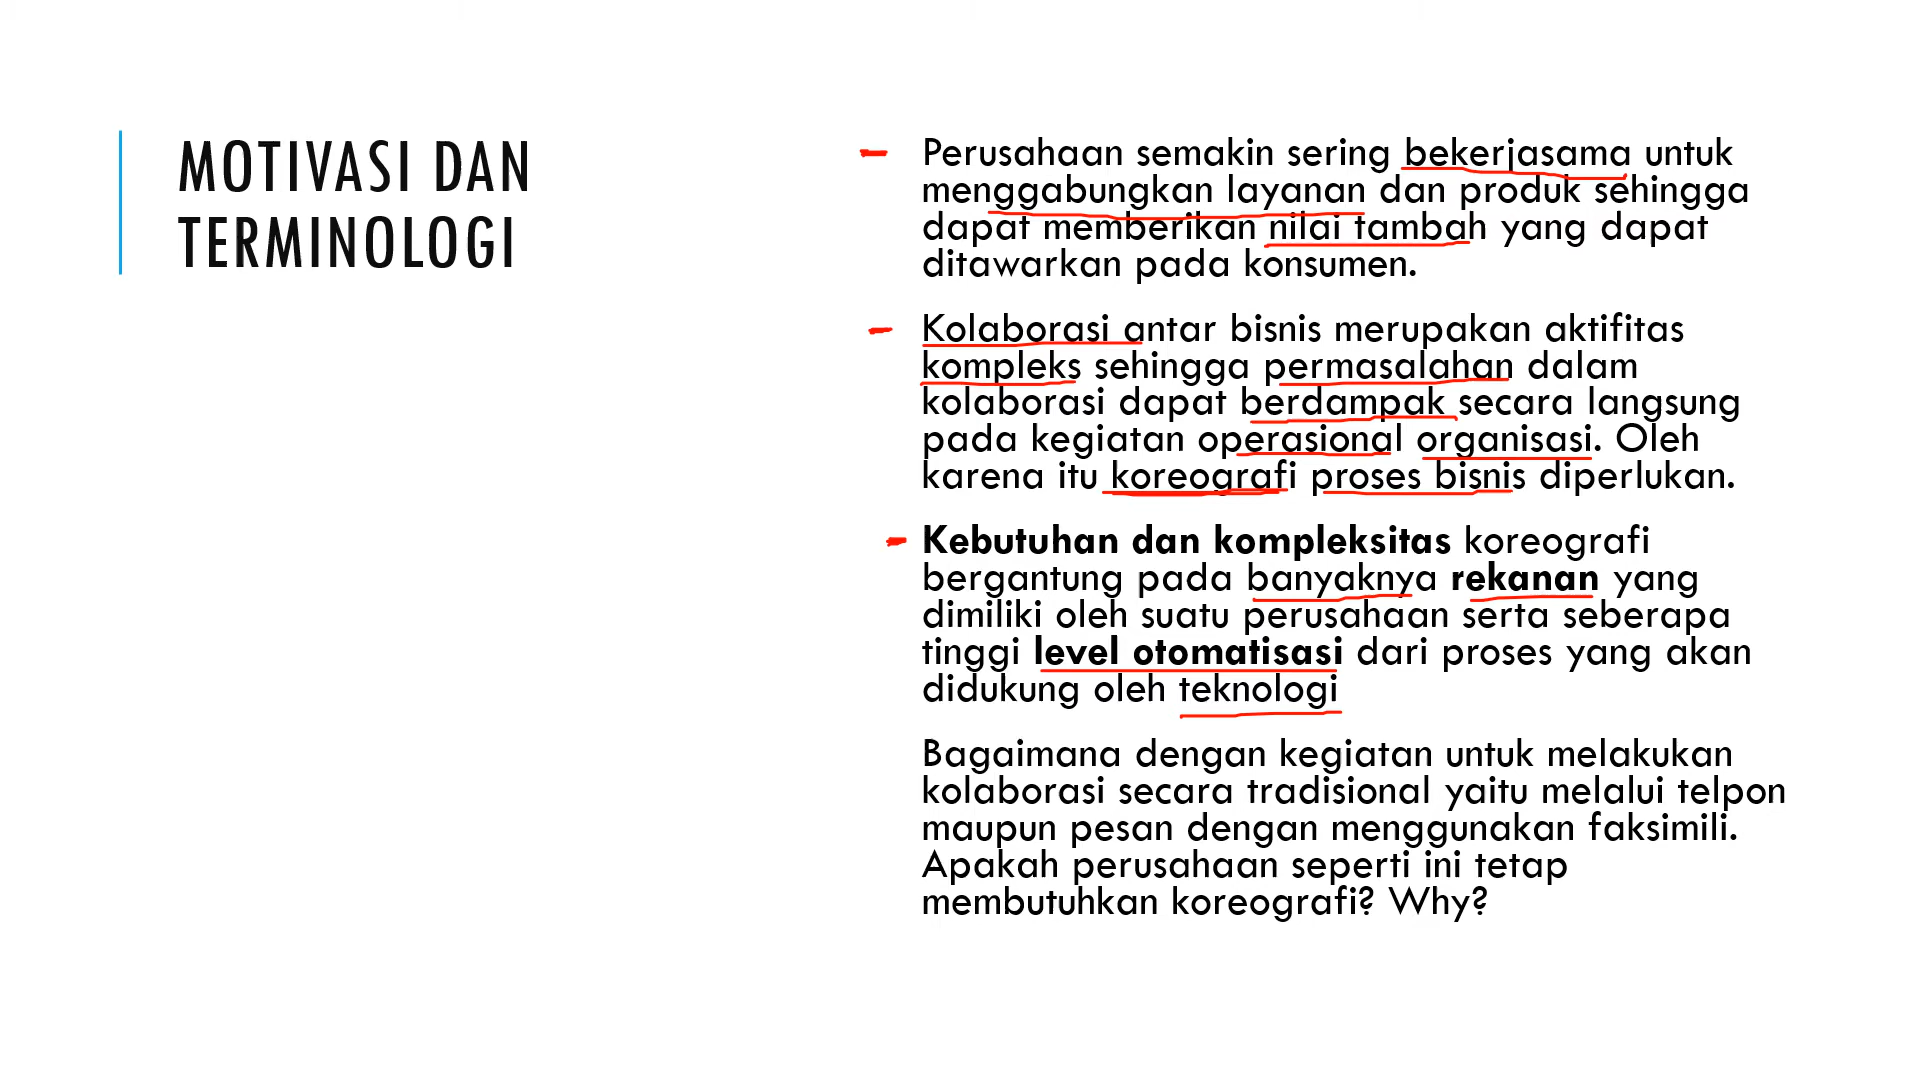 MOTIVASI DAN
TERMINOLOGI
Perusahaan semakin sering bekerjasama untuk
menggabungkan layanan dan produk sehingga
dapat memberikan nilai tambah yang dapat
ditawarkan pada konsumen.
Kolaborasi antar bisnis merupakan aktifitas
kompleks sehingga permasalahan dalam
kolaborasi dapat berdampak secara langsung
pada kegiatan operasional organisasi. Oleh
karena itu koreografi proses bisnis diperlukan.
Kebutuhan dan kompleksitas koreografi
bergantung pada banyaknya rekanan yang
dimiliki oleh suatu perusahaan serta seberapa
tinggi level otomatisasi dari proses yang akan
didukung oleh teknologi
Bagaimana dengan kegiatan untuk melakukan
kolaborasi secara tradisional yaitu melalui telpon
maupun pesan dengan menggunakan faksimili.
Apakah perusahaan seperti ini tetap
membutuhkan koreografi? Why?